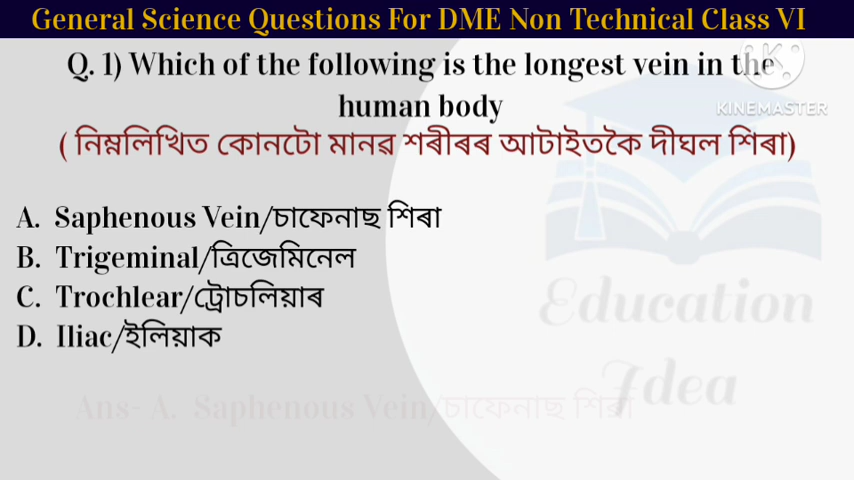 General Science Questions For DME Non Technical Class VI
Q. 1) Which of the following is the longest vein in the
human body
( নিম্নলিখিত কোনটো মানৱ শৰীৰৰ আটাইতকৈ দীঘল শিৰা)
KINEMASTER
A. Saphenous Vein/চাফেনাছ শিৰা
B. Trigeminal/ত্ৰিজেমিনেল
C. Trochlear/ট্ৰোচলিয়াৰ
D. Iliac/ইলিয়াক
Education
Idea
Ans- A. Saphenous Vein/চাফেনাছ শিৰা